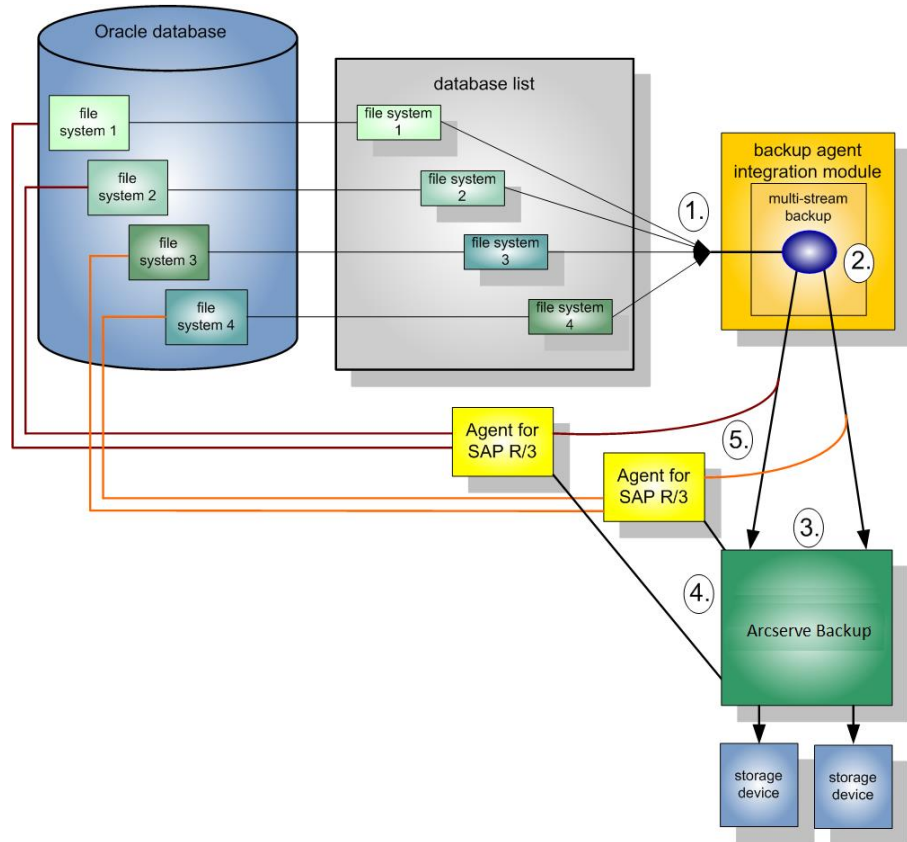 Oracle database
file
system 1
file
system 2
file
system 3
file
system 4
database list
file system
1
file system
2
file system
3
file system
4
1.
backup agent
integration module
multi-stream
backup
2.
Agent for
SAP R/3
5.
Agent for
SAP R/3
3.
4.
Arcserve Backup
storage
device
storage
device